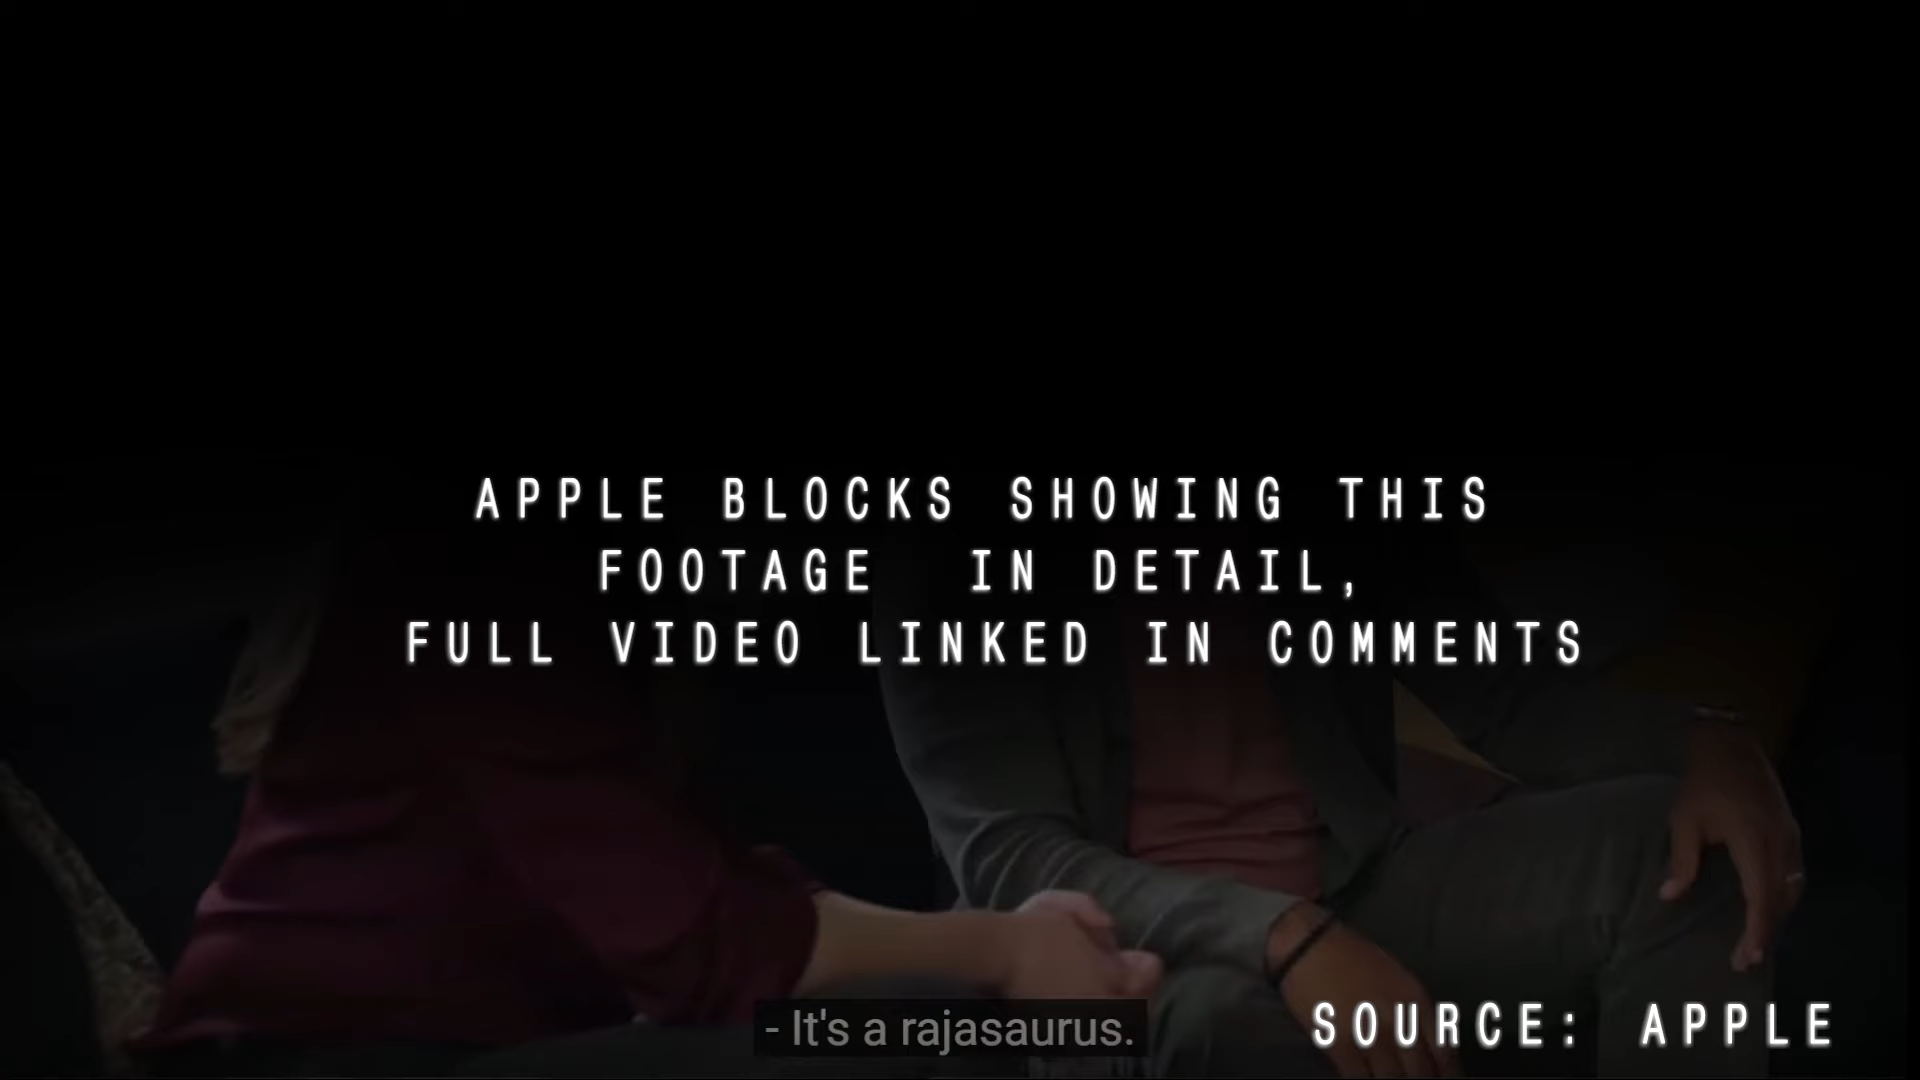 APPLE BLOCKS SHOWING THIS
FOOTAGE IN DETAIL,
FULL VIDEO LINKED IN COMMENTS
- It's a rajasaurus.
SOURCE: APPLE